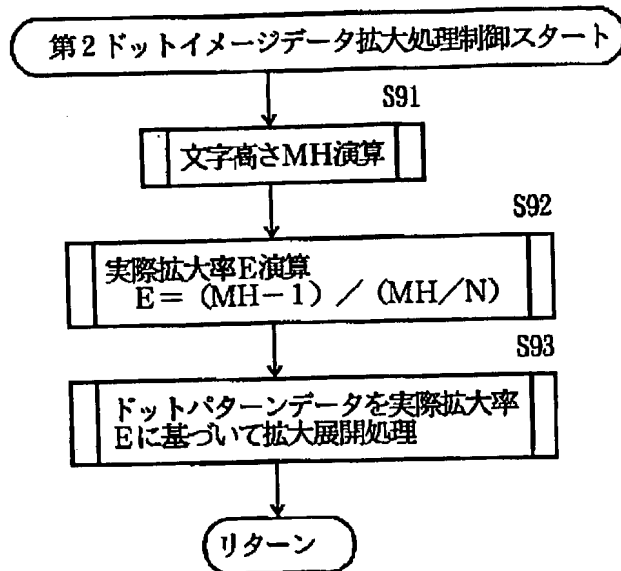 第2ドットイメージデータ拡大処理制御スタート
S91
文字高さMH演算
S92
実際拡大率E演算
E=(MH−1)/(MH/N)
S93
ドットパターンデータを実際拡大率
Eに基づいて拡大展開処理
リターン